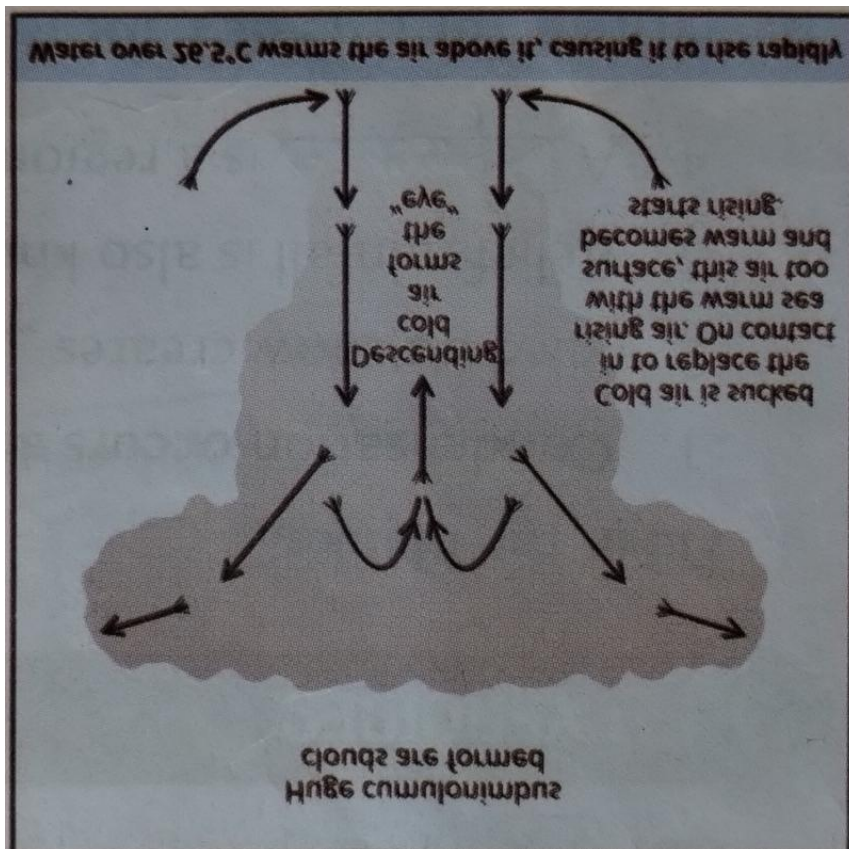 Huge cumulonimbus
clouds are formed
Descending
cold
air
forms
the
"eye"
Cold air is sucked
in to replace the
rising air. On contact
with the warm sea
surface, this air too
becomes warm and
starts rising.
Water over 26.5°C warms the air above it, causing it to rise rapidly